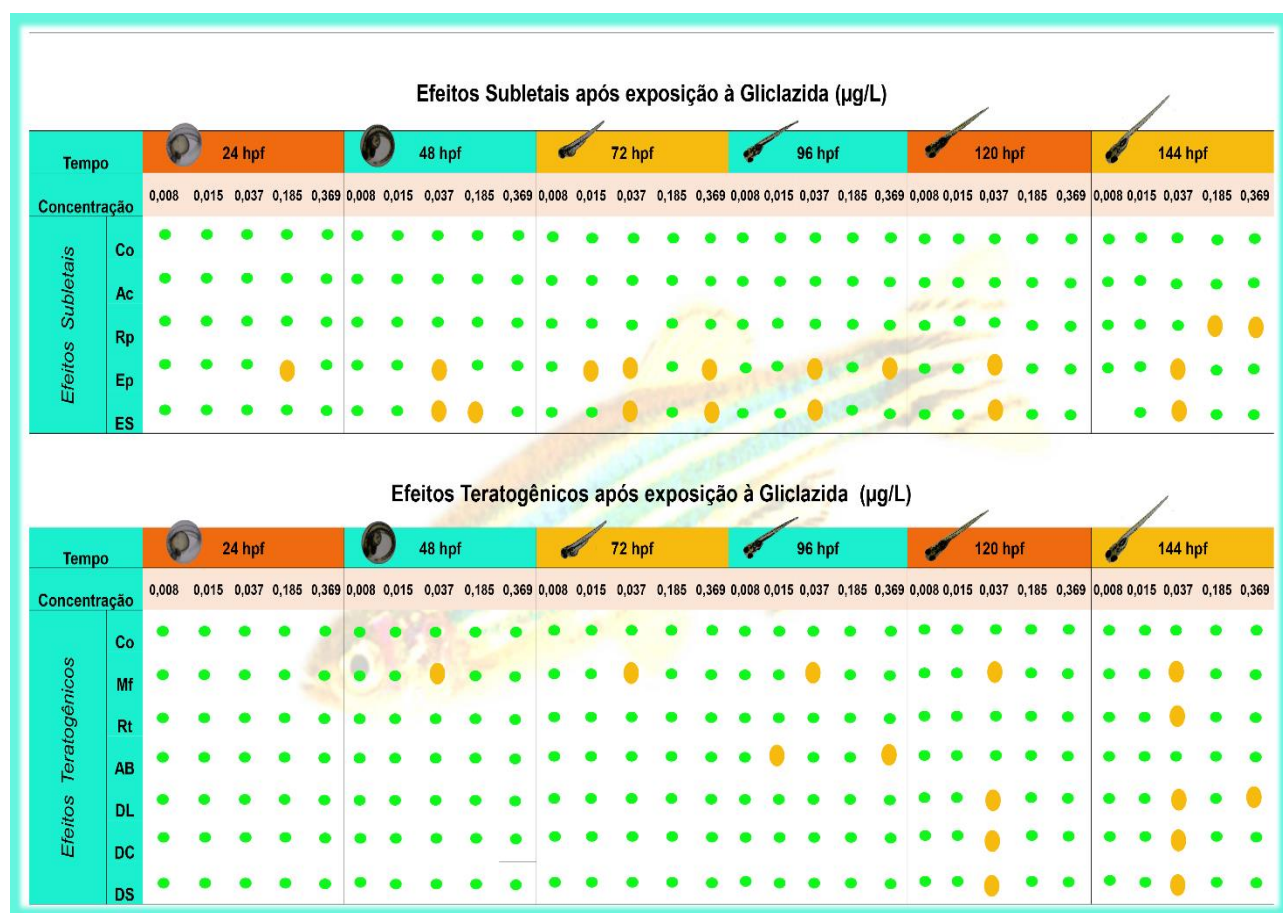 Efeitos Subletais após exposição à Gliclazida (µg/L)
Tempo 24 hpf 48 hpf 72 hpf 96 hpf 120 hpf 144 hpf
Concentração 0,008 0,015 0,037 0,185 0,369 0,008 0,015 0,037 0,185 0,369 0,008 0,015 0,037 0,185 0,369 0,008 0,015 0,037 0,185 0,369 0,008 0,015 0,037 0,185 0,369 0,008 0,015 0,037 0,185 0,369
Efeitos Subletais
Co
Ac
Rp
Ep
ES
Efeitos Teratogênicos após exposição à Gliclazida (µg/L)
Tempo 24 hpf 48 hpf 72 hpf 96 hpf 120 hpf 144 hpf
Concentração 0,008 0,015 0,037 0,185 0,369 0,008 0,015 0,037 0,185 0,369 0,008 0,015 0,037 0,185 0,369 0,008 0,015 0,037 0,185 0,369 0,008 0,015 0,037 0,185 0,369 0,008 0,015 0,037 0,185 0,369
Efeitos Teratogênicos
Co
Mf
Rt
AB
DL
DC
DS